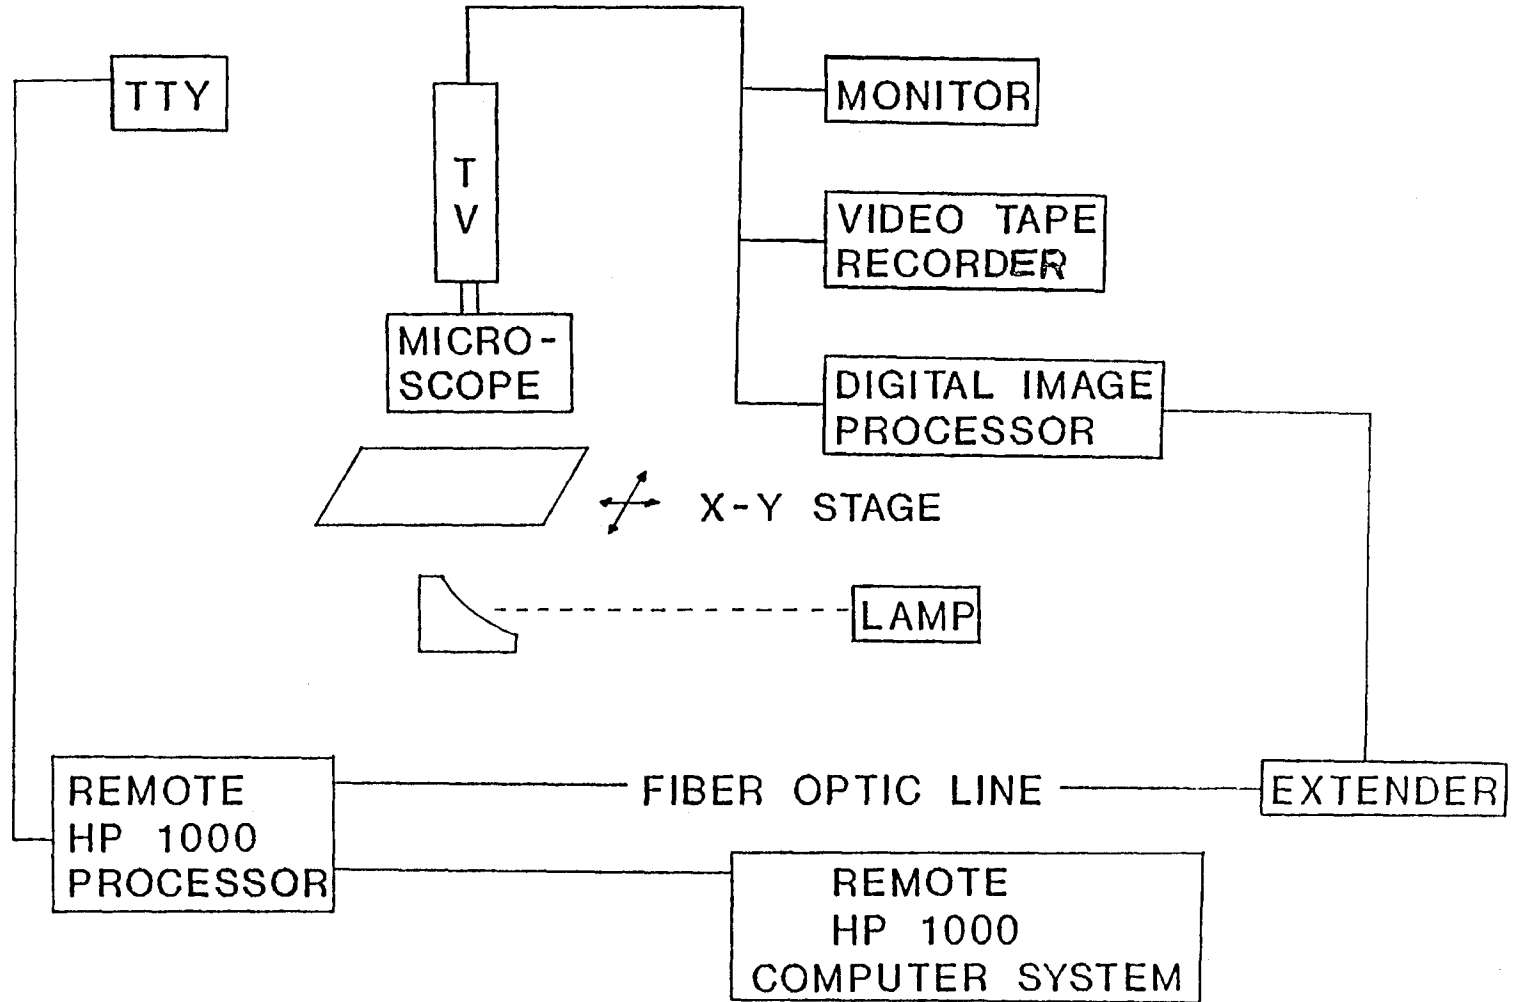 TTY
T
V
MONITOR
VIDEO TAPE
RECORDER
MICRO-
SCOPE
DIGITAL IMAGE
PROCESSOR
X-Y STAGE
LAMP
REMOTE
HP 1000
PROCESSOR
FIBER OPTIC LINE
EXTENDER
REMOTE
HP 1000
COMPUTER SYSTEM